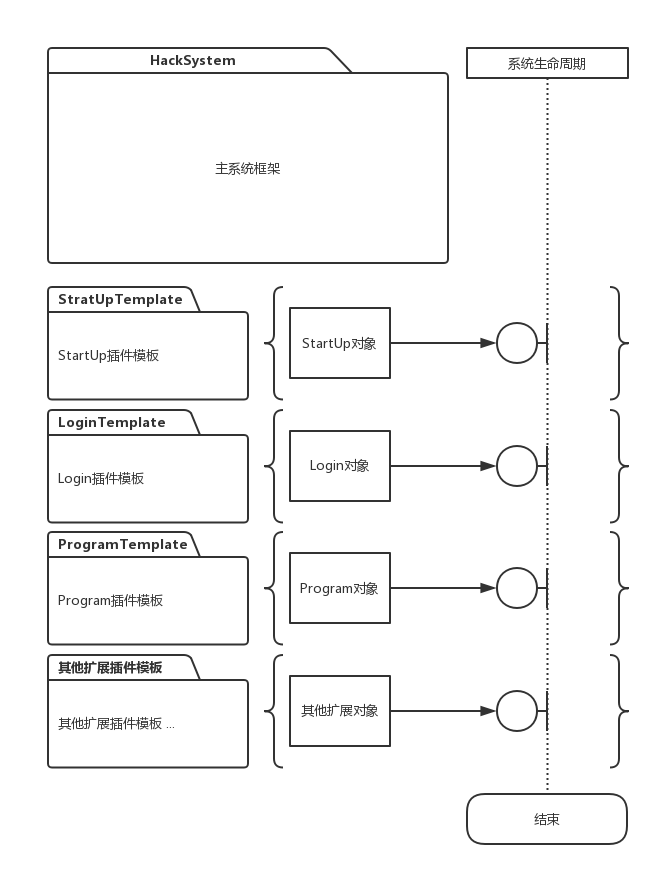 HackSystem
系统生命周期
主系统框架
StratUpTemplate
StartUp插件模板
StartUp对象
LoginTemplate
Login插件模板
Login对象
ProgramTemplate
Program插件模板
Program对象
其他扩展插件模板
其他扩展插件模板 ...
其他扩展对象
结束